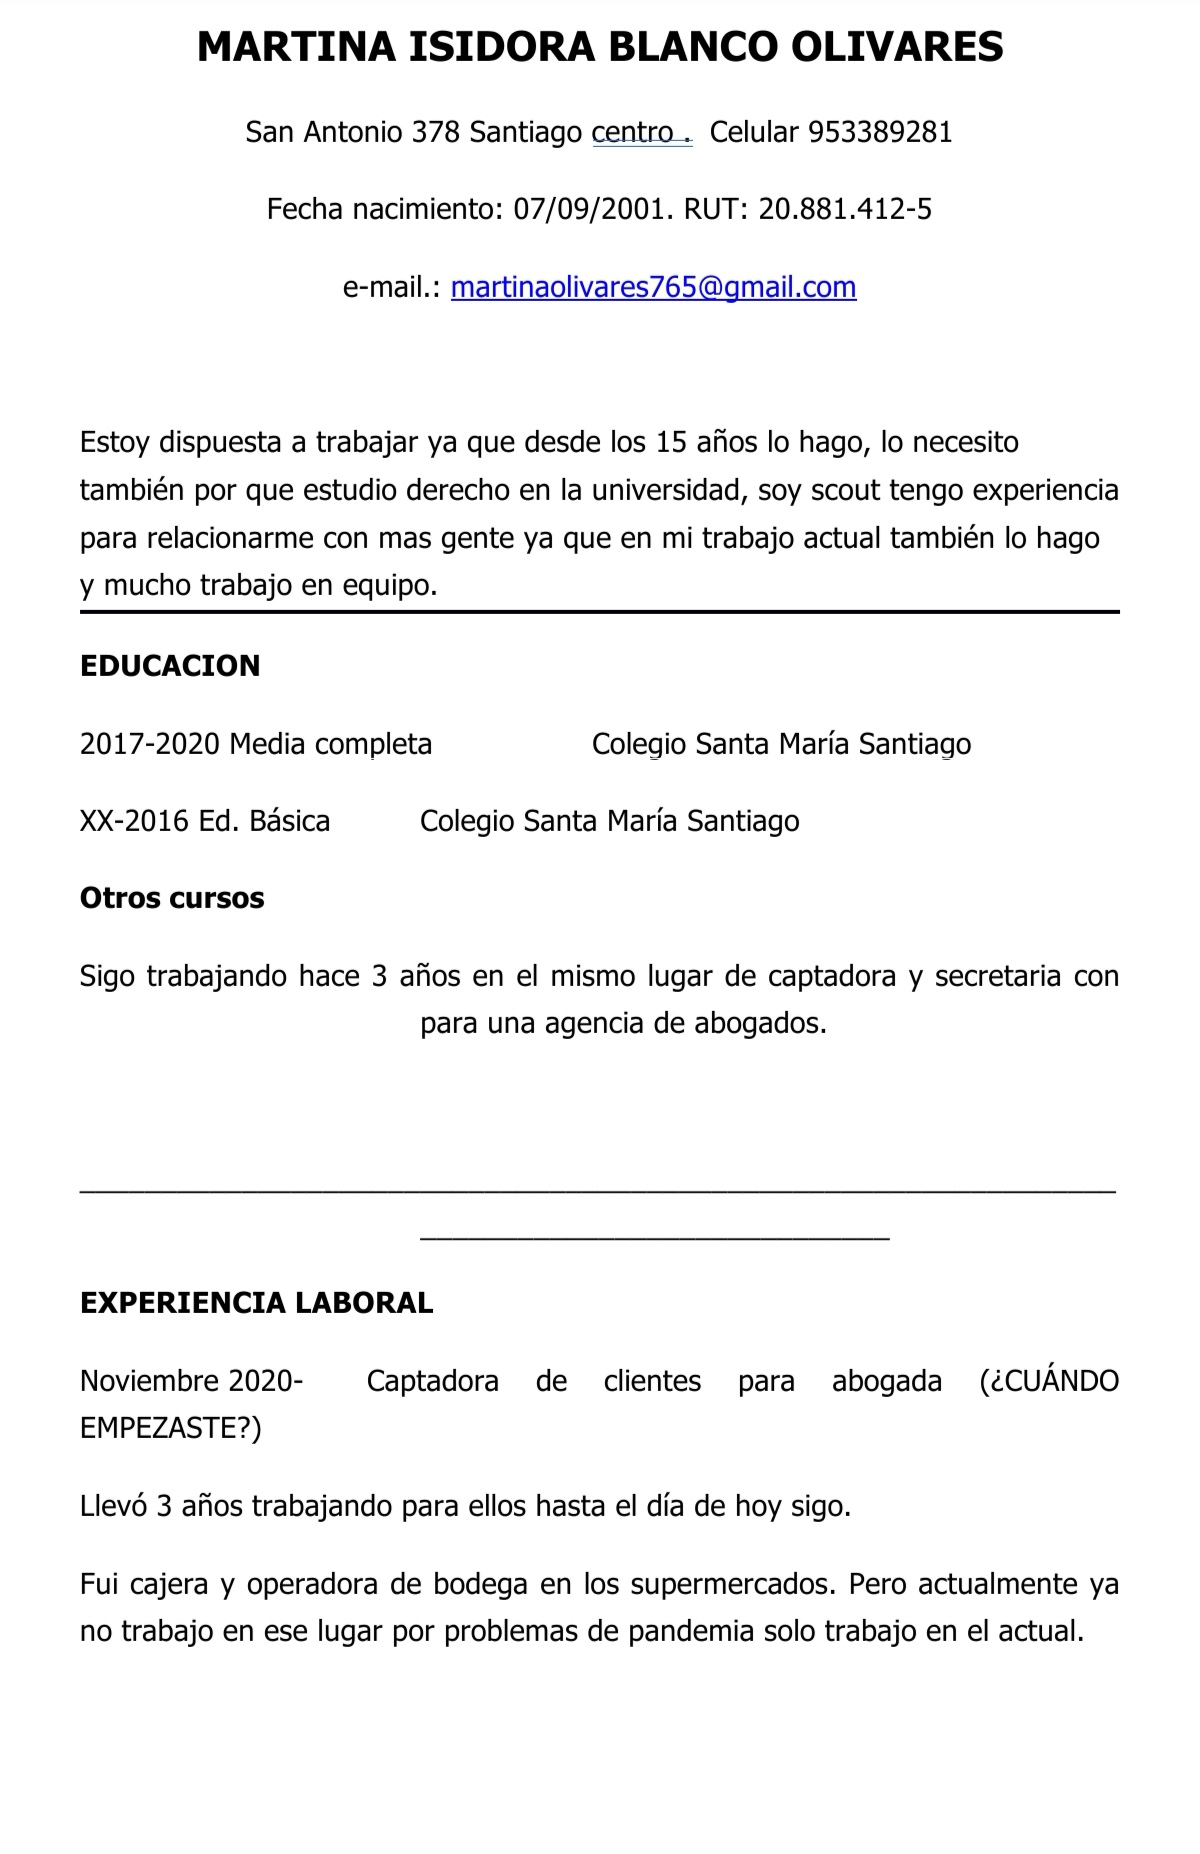 MARTINA ISIDORA BLANCO OLIVARES
San Antonio 378 Santiago centro .  Celular 953389281
Fecha nacimiento: 07/09/2001. RUT: 20.881.412-5
e-mail.: martinaolivares765@gmail.com
Estoy dispuesta a trabajar ya que desde los 15 años lo hago, lo necesito
también por que estudio derecho en la universidad, soy scout tengo experiencia
para relacionarme con mas gente ya que en mi trabajo actual también lo hago
y mucho trabajo en equipo.
EDUCACION
2017-2020 Media completa Colegio Santa María Santiago
XX-2016 Ed. Básica Colegio Santa María Santiago
Otros cursos
Sigo trabajando hace 3 años en el mismo lugar de captadora y secretaria con
para una agencia de abogados.
EXPERIENCIA LABORAL
Noviembre 2020- Captadora de clientes para abogada (¿CUÁNDO
EMPEZASTE?)
Llevó 3 años trabajando para ellos hasta el día de hoy sigo.
Fui cajera y operadora de bodega en los supermercados. Pero actualmente ya
no trabajo en ese lugar por problemas de pandemia solo trabajo en el actual.